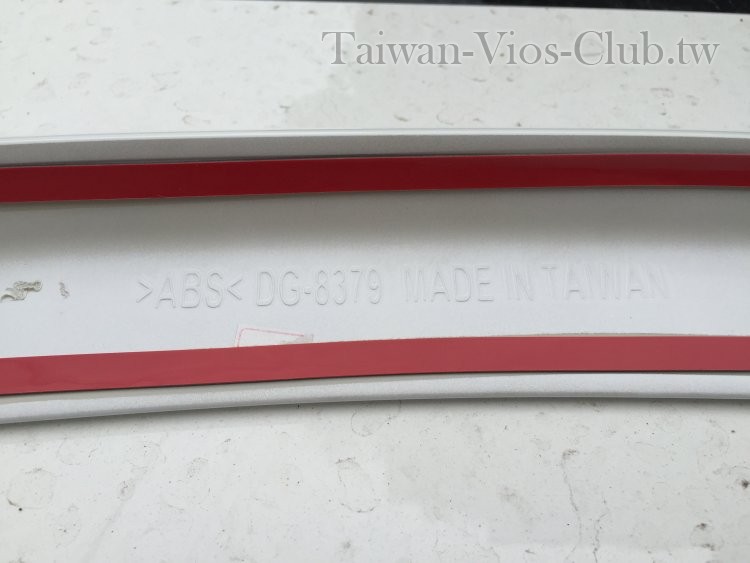 Taiwan-Vios-Club.tw
>ABS< DG-8379 MADE IN TAIWAN